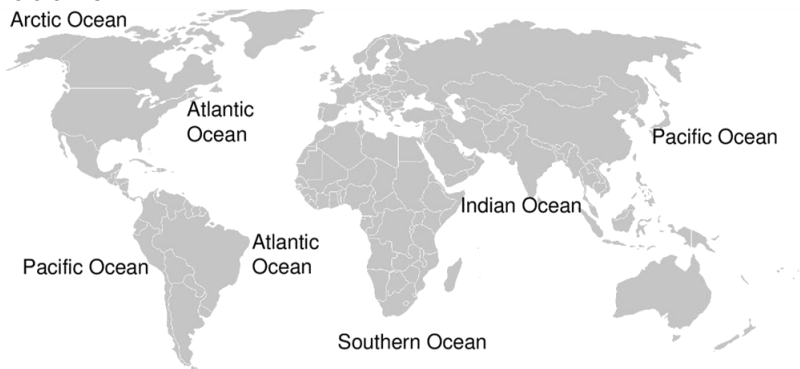 Arctic Ocean
Atlantic
Ocean
Pacific Ocean
Indian Ocean
Atlantic
Ocean
Pacific Ocean
Southern Ocean